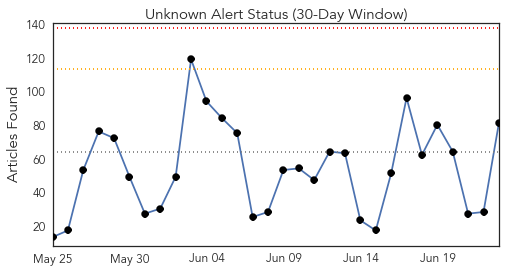 Unknown Alert Status (30-Day Window)
140
120
100
80
60
40
20
Articles Found
May 25 May 30 Jun 04 Jun 09 Jun 14 Jun 19